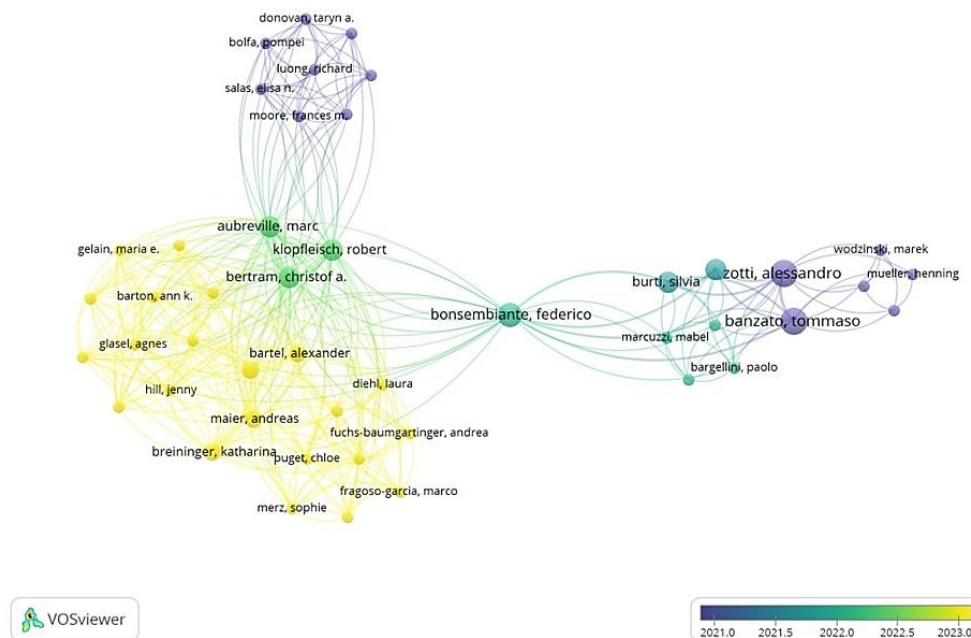 donovan, taryn a.
bolfa, pompei
luong, richard
salas, elisa n.
moore, frances m.
aubreville, marc
klopfleisch, robert
bertram, christof a.
gelain, maria e.
barton, ann k.
glasel, agnes
bartel, alexander
hill, jenny
diehl, laura
maier, andreas
fuchs-baumgartinger, andrea
breininger, katharina
puget, chloe
fragoso-garcia, marco
merz, sophie
bonsembiante, federico
wodzinski, marek
zotti, alessandro
mueller, henning
burti, silvia
banzato, tommaso
marcuzzi, mabel
bargellini, paolo
VOSviewer
2021.0 2021.5 2022.0 2022.5 2023.0